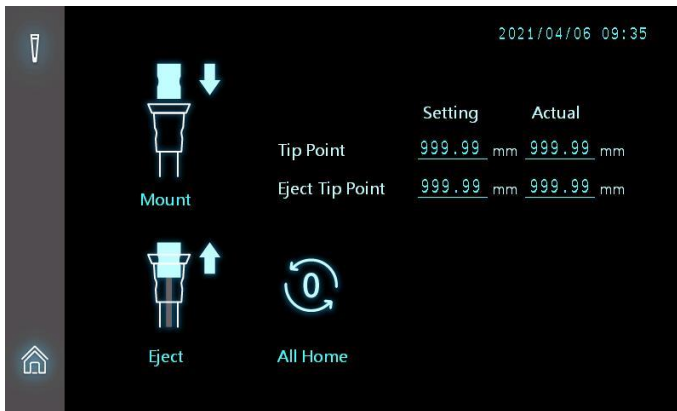 2021/04/06 09:35
Setting Actual
Tip Point 999.99 mm 999.99 mm
Mount
Eject Tip Point 999.99 mm 999.99 mm
0
Eject All Home